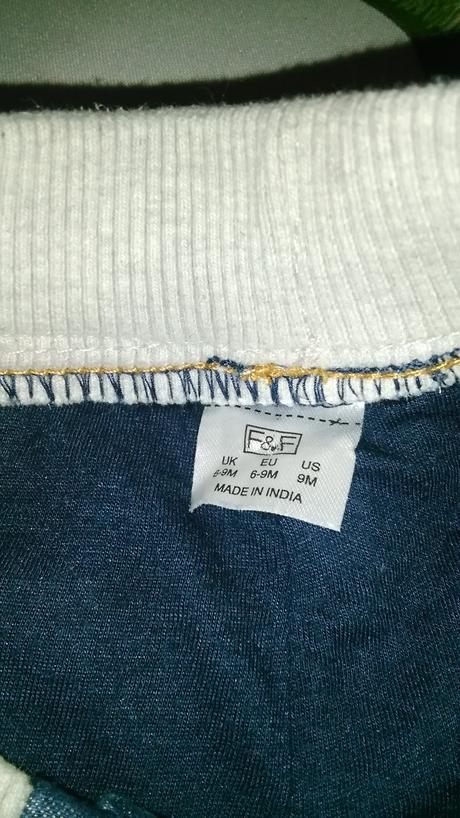 F&F
UK EU US
6-9M 6-9M 9M
MADE IN INDIA